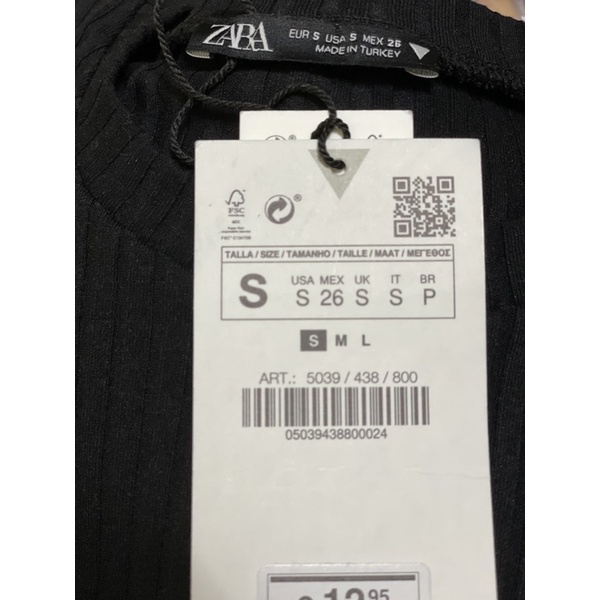 ZARA
EUR S USA S MEX 26
MADE IN TURKEY
FSC
TALLA / SIZE / TAMANHO / TAILLE / MAAT / ΜΕΓΕΘΟΣ
S
USA MEX UK IT BR
S 26 S S P
S M L
ART.: 5039 / 438 / 800
05039438800024